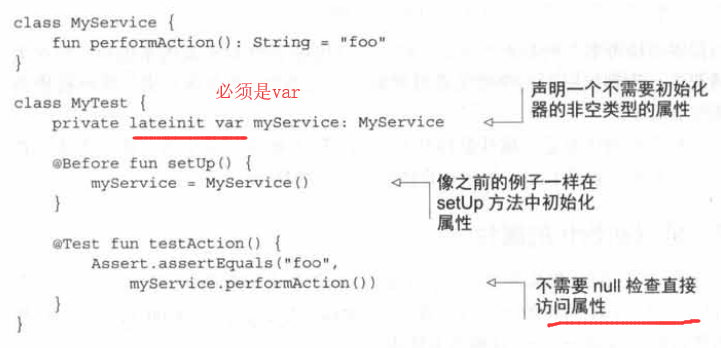 class MyService {
fun performAction(): String = "foo"
}
class MyTest {
必须是var
private lateinit var myService: MyService
声明一个不需要初始化
器的非空类型的属性
@Before fun setUp() {
myService = MyService()
}
像之前的例子一样在
setUp 方法中初始化
属性
@Test fun testAction() {
Assert.assertEquals("foo",
myService.performAction())
}
}
不需要 null 检查直接
访问属性